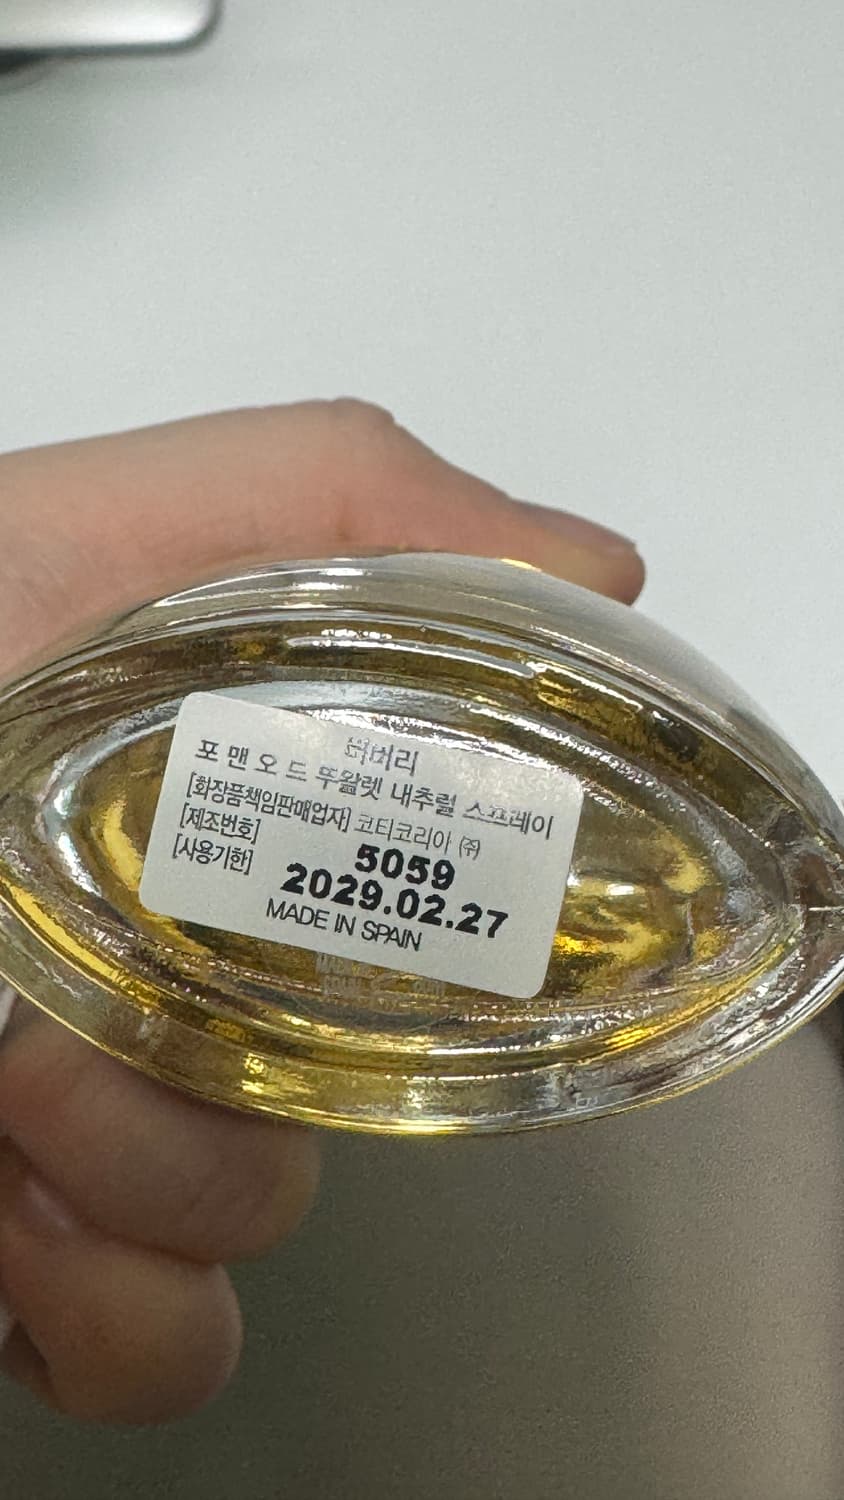 버버리
포 맨 오 드 뚜왈렛 내추럴 스프레이
[화장품책임판매업자] 코티코리아 ㈜
[제조번호] 5059
[사용기한] 2029.02.27
MADE IN SPAIN